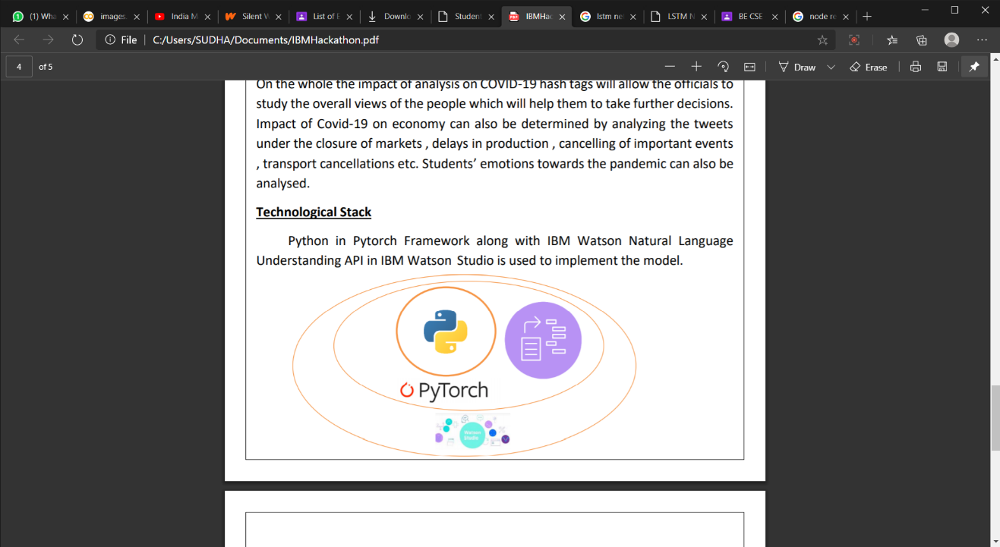 (1) Wha
images.
India M
Silent W
List of E
Downlo
Student
IBMHac
lstm ne
LSTM N
BE CSE
node re
File
C:/Users/SUDHA/Documents/IBMHackathon.pdf
4 of 5
Draw
Erase
On the whole the impact of analysis on COVID-19 hash tags will allow the officials to
study the overall views of the people which will help them to take further decisions.
Impact of Covid-19 on economy can also be determined by analyzing the tweets
under the closure of markets , delays in production , cancelling of important events
, transport cancellations etc. Students’ emotions towards the pandemic can also be
analysed.
Technological Stack
Python in Pytorch Framework along with IBM Watson Natural Language
Understanding API in IBM Watson Studio is used to implement the model.
PyTorch
Watson
Studio